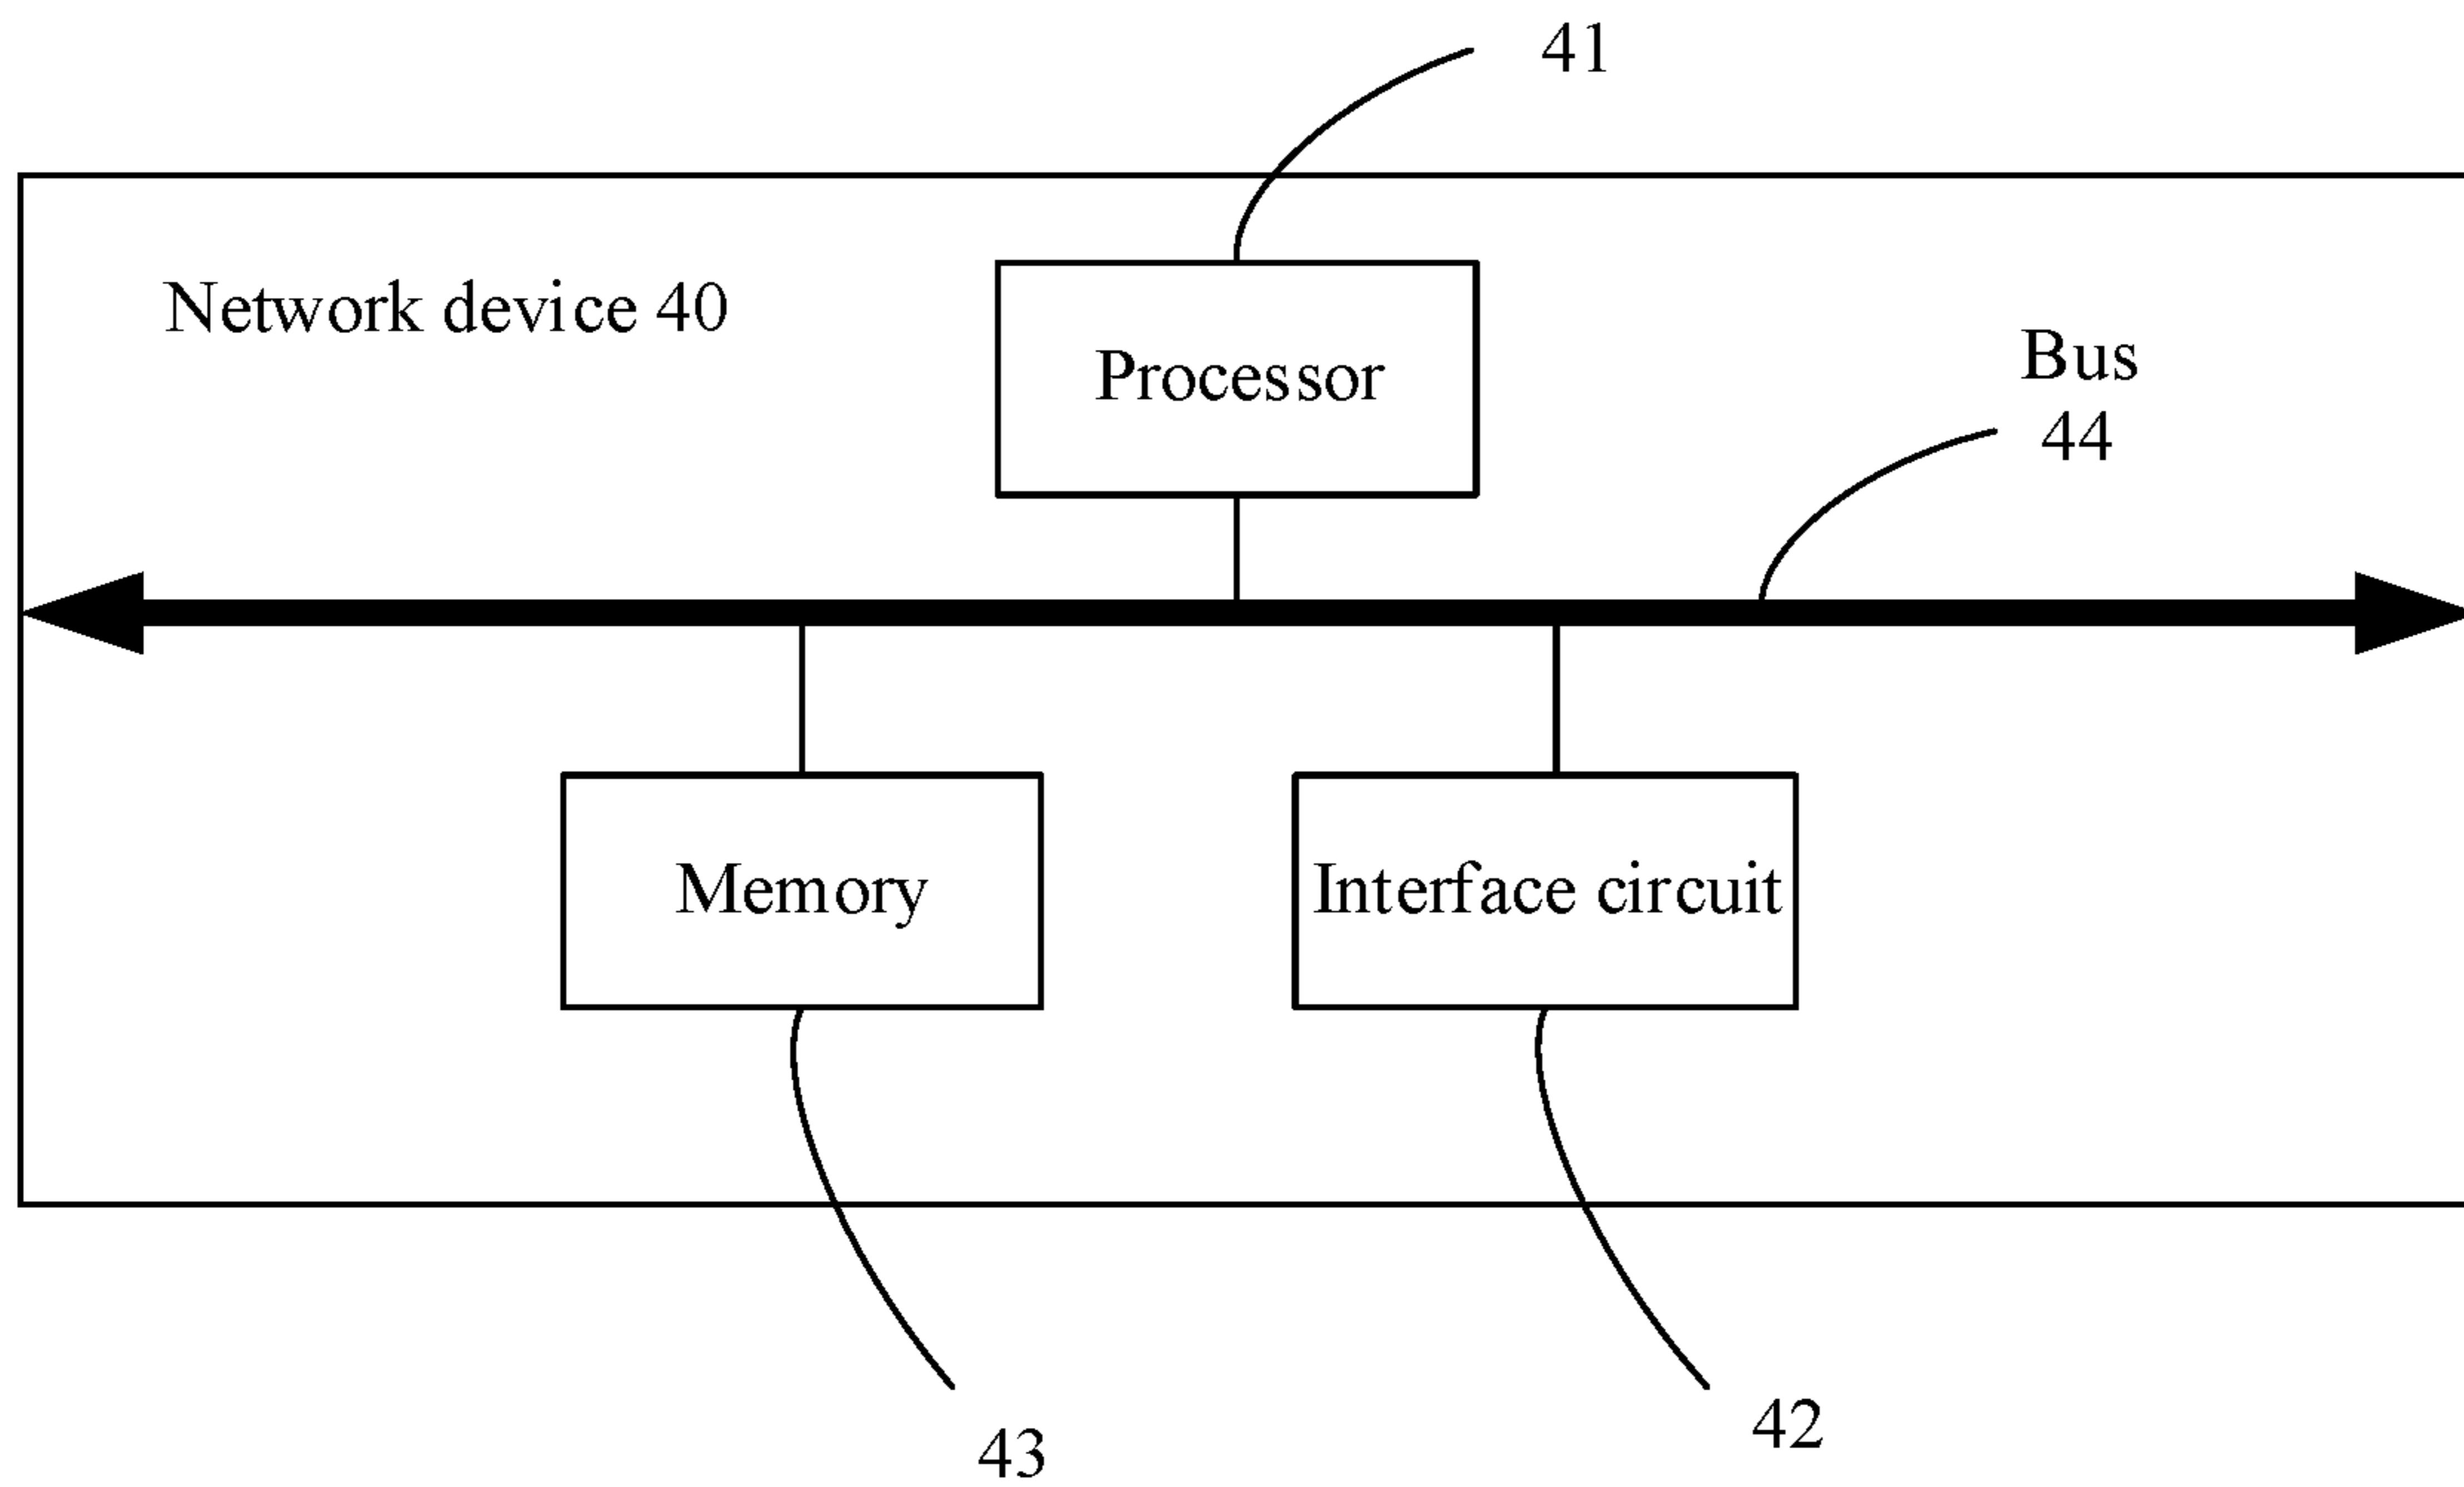 41
Network device 40
Processor
Bus
44
Memory
Interface circuit
43
42